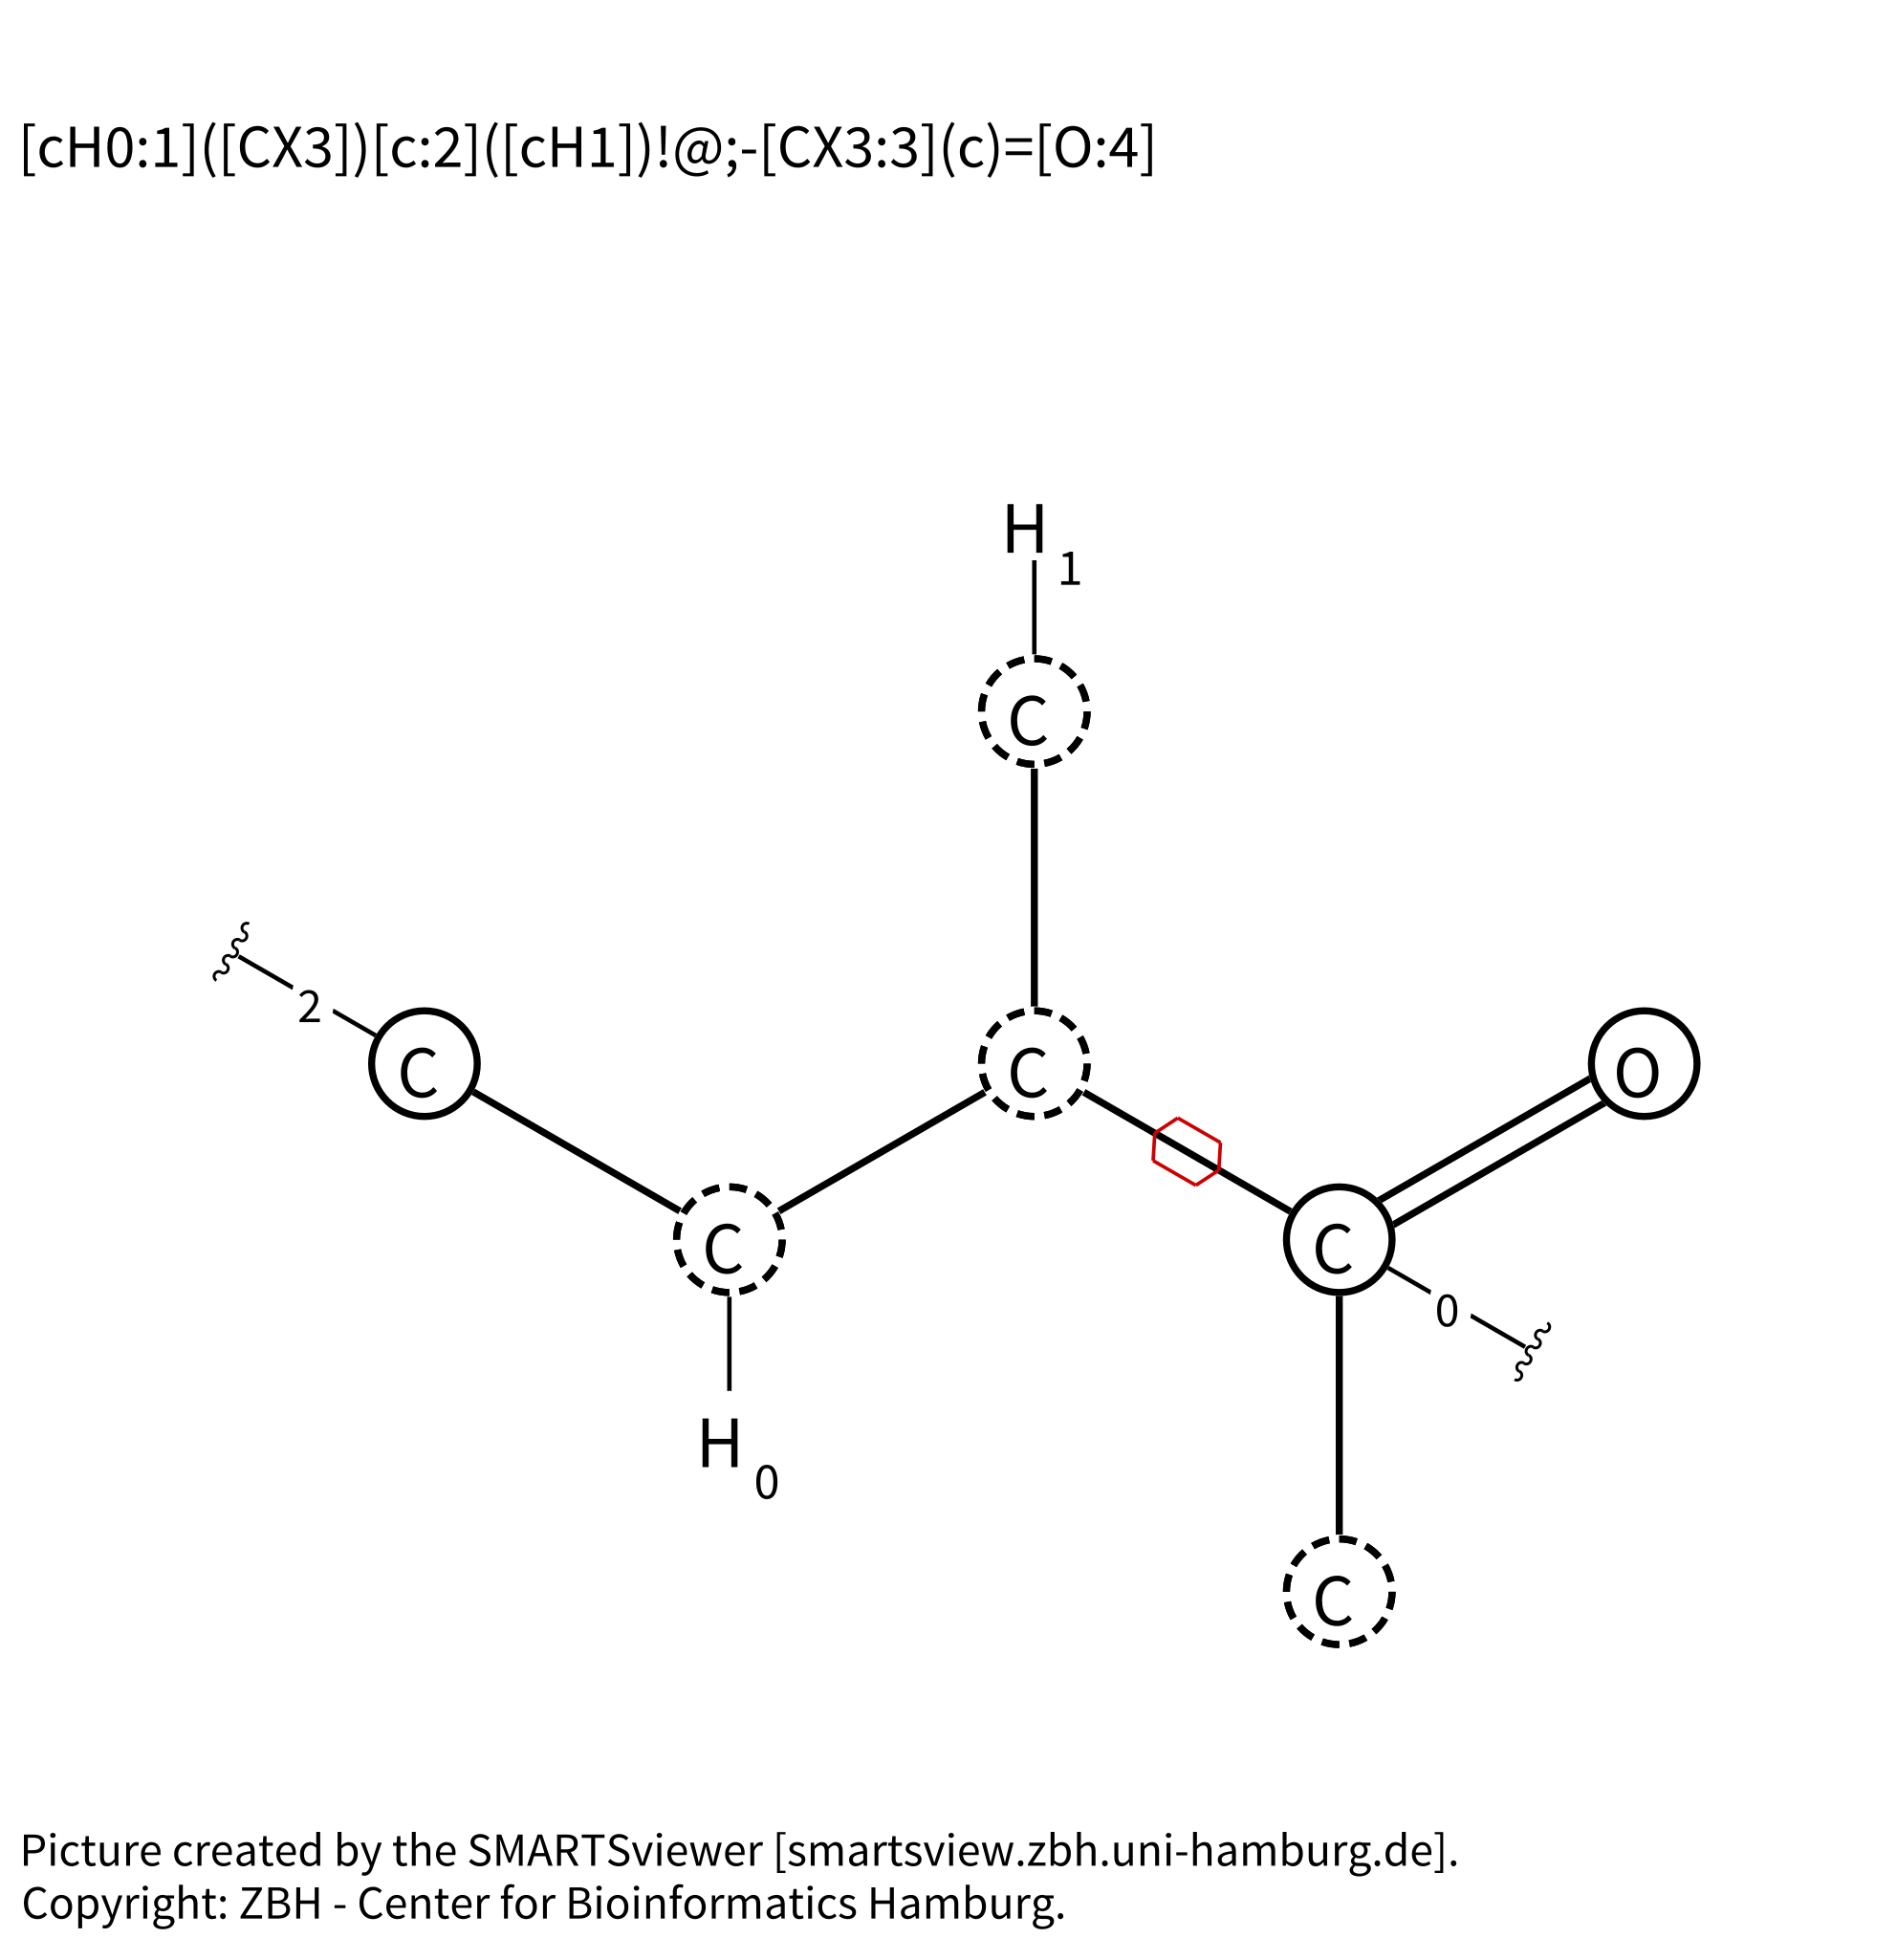 [cH0:1]([CX3])[c:2]([cH1])!@;-[CX3:3](c)=[O:4]
H 1
C
2
C
C
O
C
C
0
H 0
C
Picture created by the SMARTSviewer [smartsview.zbh.uni-hamburg.de].
Copyright: ZBH - Center for Bioinformatics Hamburg.